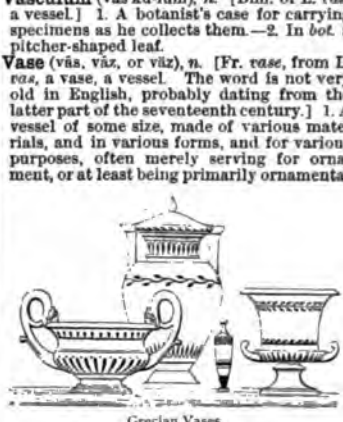 a vessel.] 1. A botanist's case for carrying
specimens as he collects them.—2. In bot.
pitcher-shaped leaf.
Vase (vās, vāz, or väz), n. [Fr. vase, from L
vas, a vase, a vessel. The word is not very
old in English, probably dating from the
latter part of the seventeenth century.] 1. A
vessel of some size, made of various mate
rials, and in various forms, and for various
purposes, often merely serving for orna
ment, or at least being primarily ornamenta
Grecian Vases